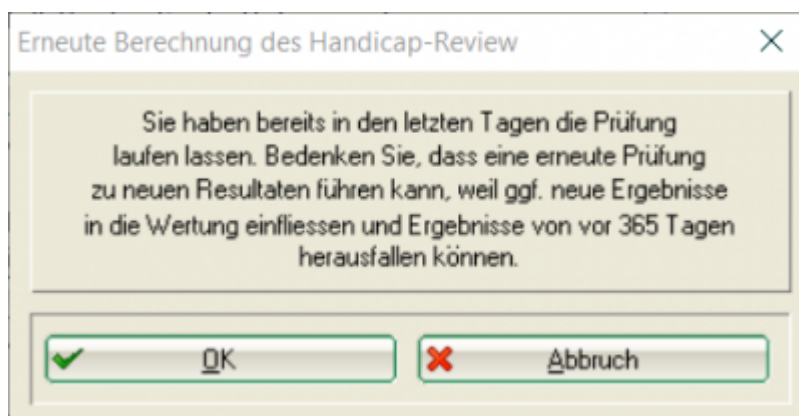 Erneute Berechnung des Handicap-Review
Sie haben bereits in den letzten Tagen die Prüfung
laufen lassen. Bedenken Sie, dass eine erneute Prüfung
zu neuen Resultaten führen kann, weil ggf. neue Ergebnisse
in die Wertung einfliessen und Ergebnisse von vor 365 Tagen
herausfallen können.
OK
Abbruch